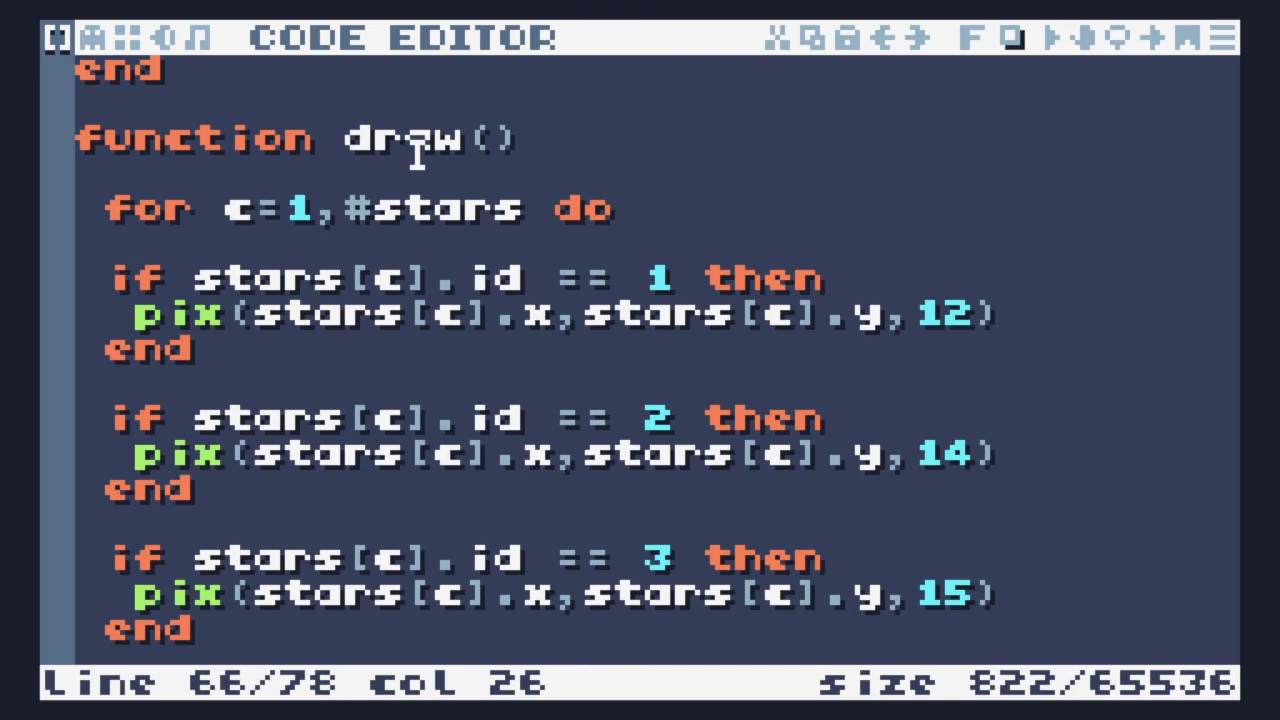 CODE EDITOR
F
end
function draw()
for c=1,#stars do
if stars[c].id == 1 then
pix(stars[c].x,stars[c].y,12)
end
if stars[c].id == 2 then
pix(stars[c].x,stars[c].y,14)
end
if stars[c].id == 3 then
pix(stars[c].x,stars[c].y,15)
end
line 66/78 col 26
size 822/65536